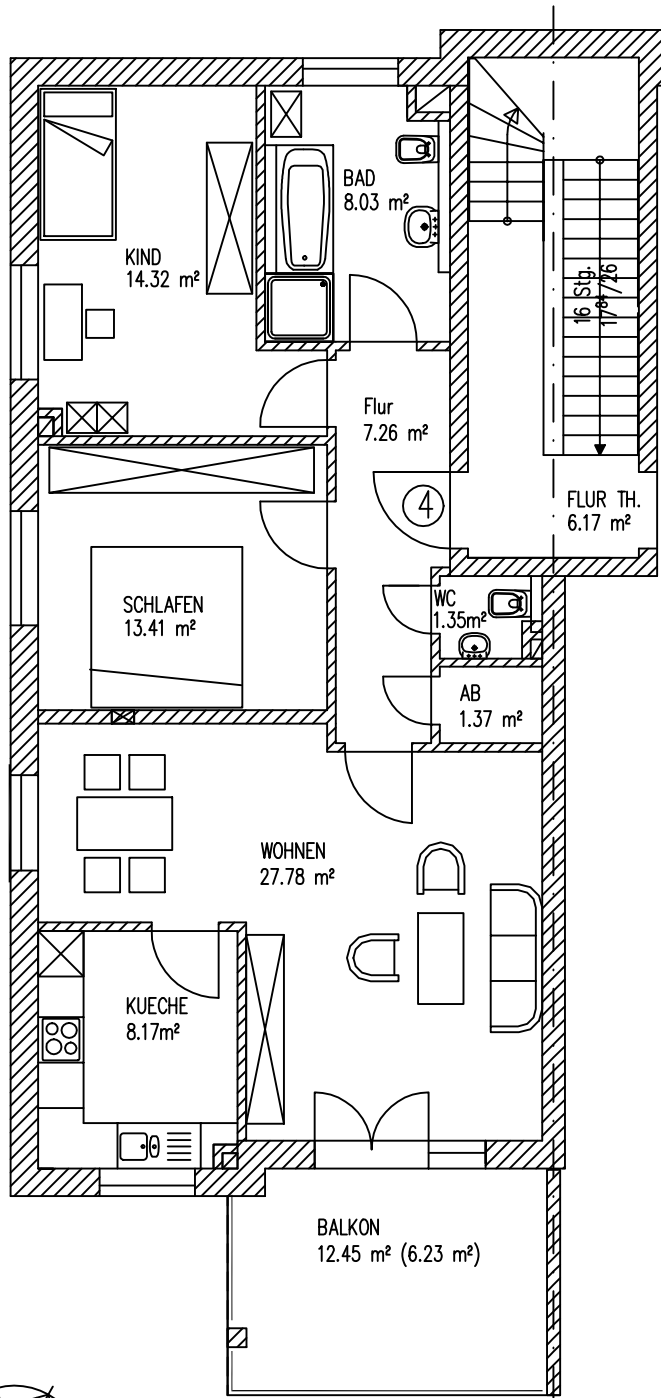 BAD
8.03 m²
KIND
14.32 m²
16 Stg.
17⁸⁴/26
Flur
7.26 m²
4
FLUR TH.
6.17 m²
SCHLAFEN
13.41 m²
WC
1.35m²
AB
1.37 m²
WOHNEN
27.78 m²
KUECHE
8.17m²
BALKON
12.45 m² (6.23 m²)